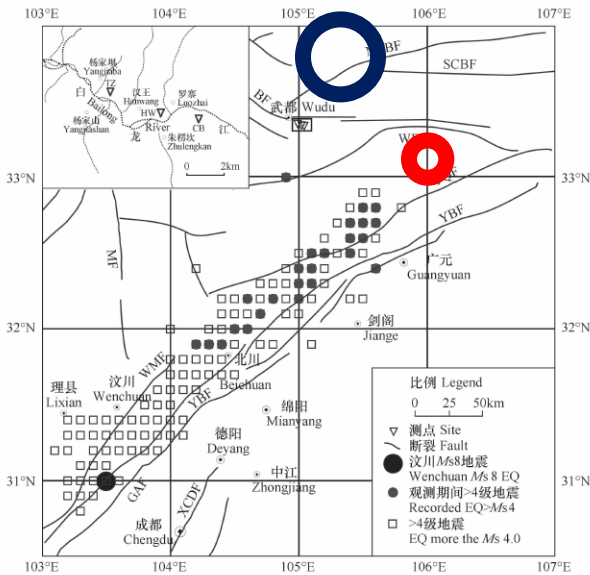 103°E
104°E
105°E
106°E
107°E
杨家坝
Yangjiaba
TZ
白
Bailong
杨家山
Yangjiashan
汉王
Hanwang
HW
罗寨
Luozhai
CB
River
龙
江
朱楞坎
Zhulengkan
0
2km
SCBF
BF
武都 Wudu
33°N
33°N
MF
YBF
广元
Guangyuan
32°N
32°N
剑阁
Jiange
北川
Beichuan
WMF
YBF
理县
Lixian
汶川
Wenchuan
绵阳
Mianyang
德阳
Deyang
中江
Zhongjiang
GAF
XCDF
成都
Chengdu
31°N
31°N
比例 Legend
0 25 50km
测点 Site
断裂 Fault
汶川Ms8地震
Wenchuan Ms 8 EQ
观测期间>4级地震
Recorded EQ>Ms4
>4级地震
EQ more the Ms 4.0
103°E
104°E
105°E
106°E
107°E